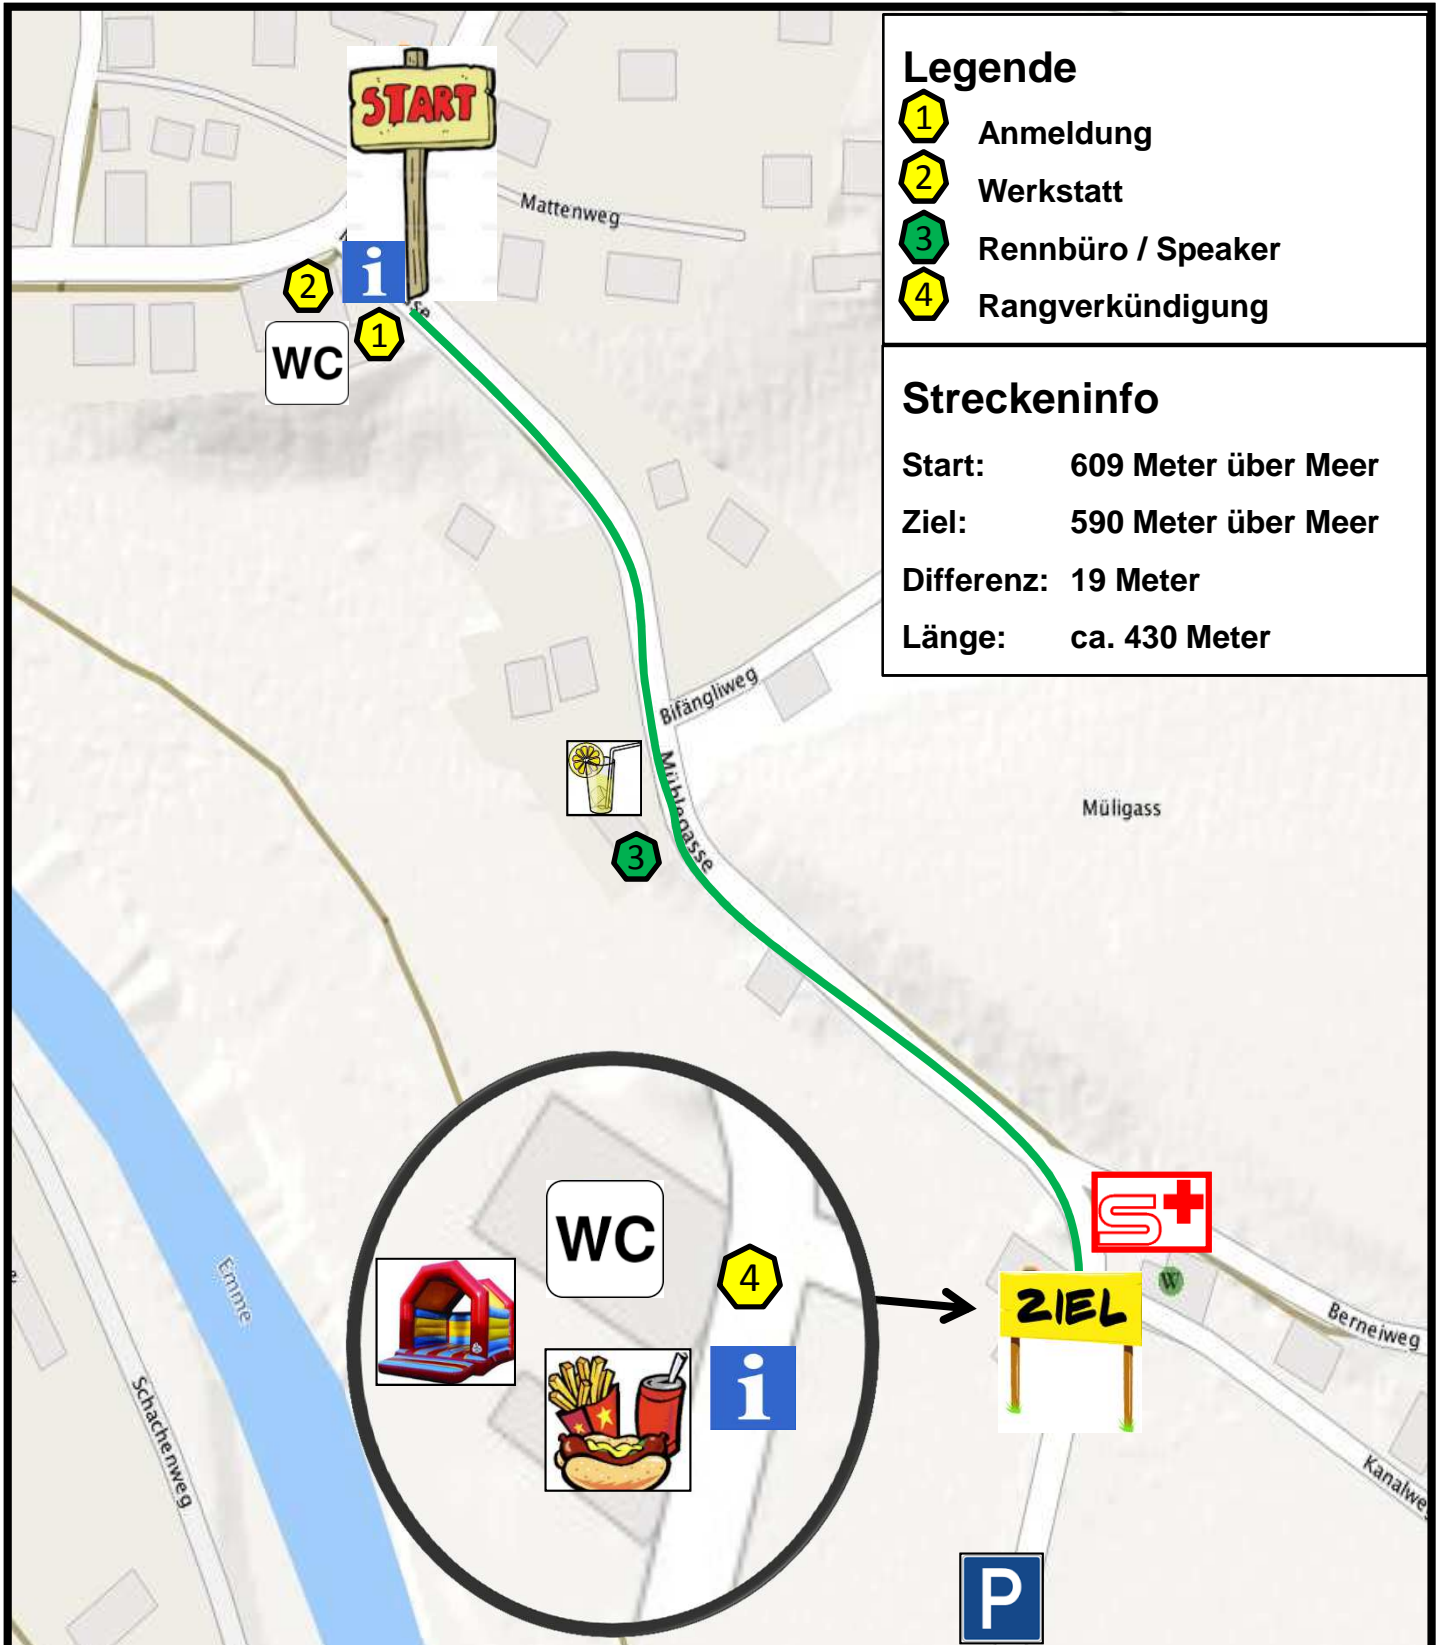 Legende
1 Anmeldung
2 Werkstatt
3 Rennbüro / Speaker
4 Rangverkündigung
Streckeninfo
Start: 609 Meter über Meer
Ziel: 590 Meter über Meer
Differenz: 19 Meter
Länge: ca. 430 Meter
START
Mattenweg
2
i
1
WC
se
Bifängliweg
Mühlegasse
3
Müligass
Emme
Schachenweg
WC
4
i
S+
W
ZIEL
Berneiweg
Kanalwe
P